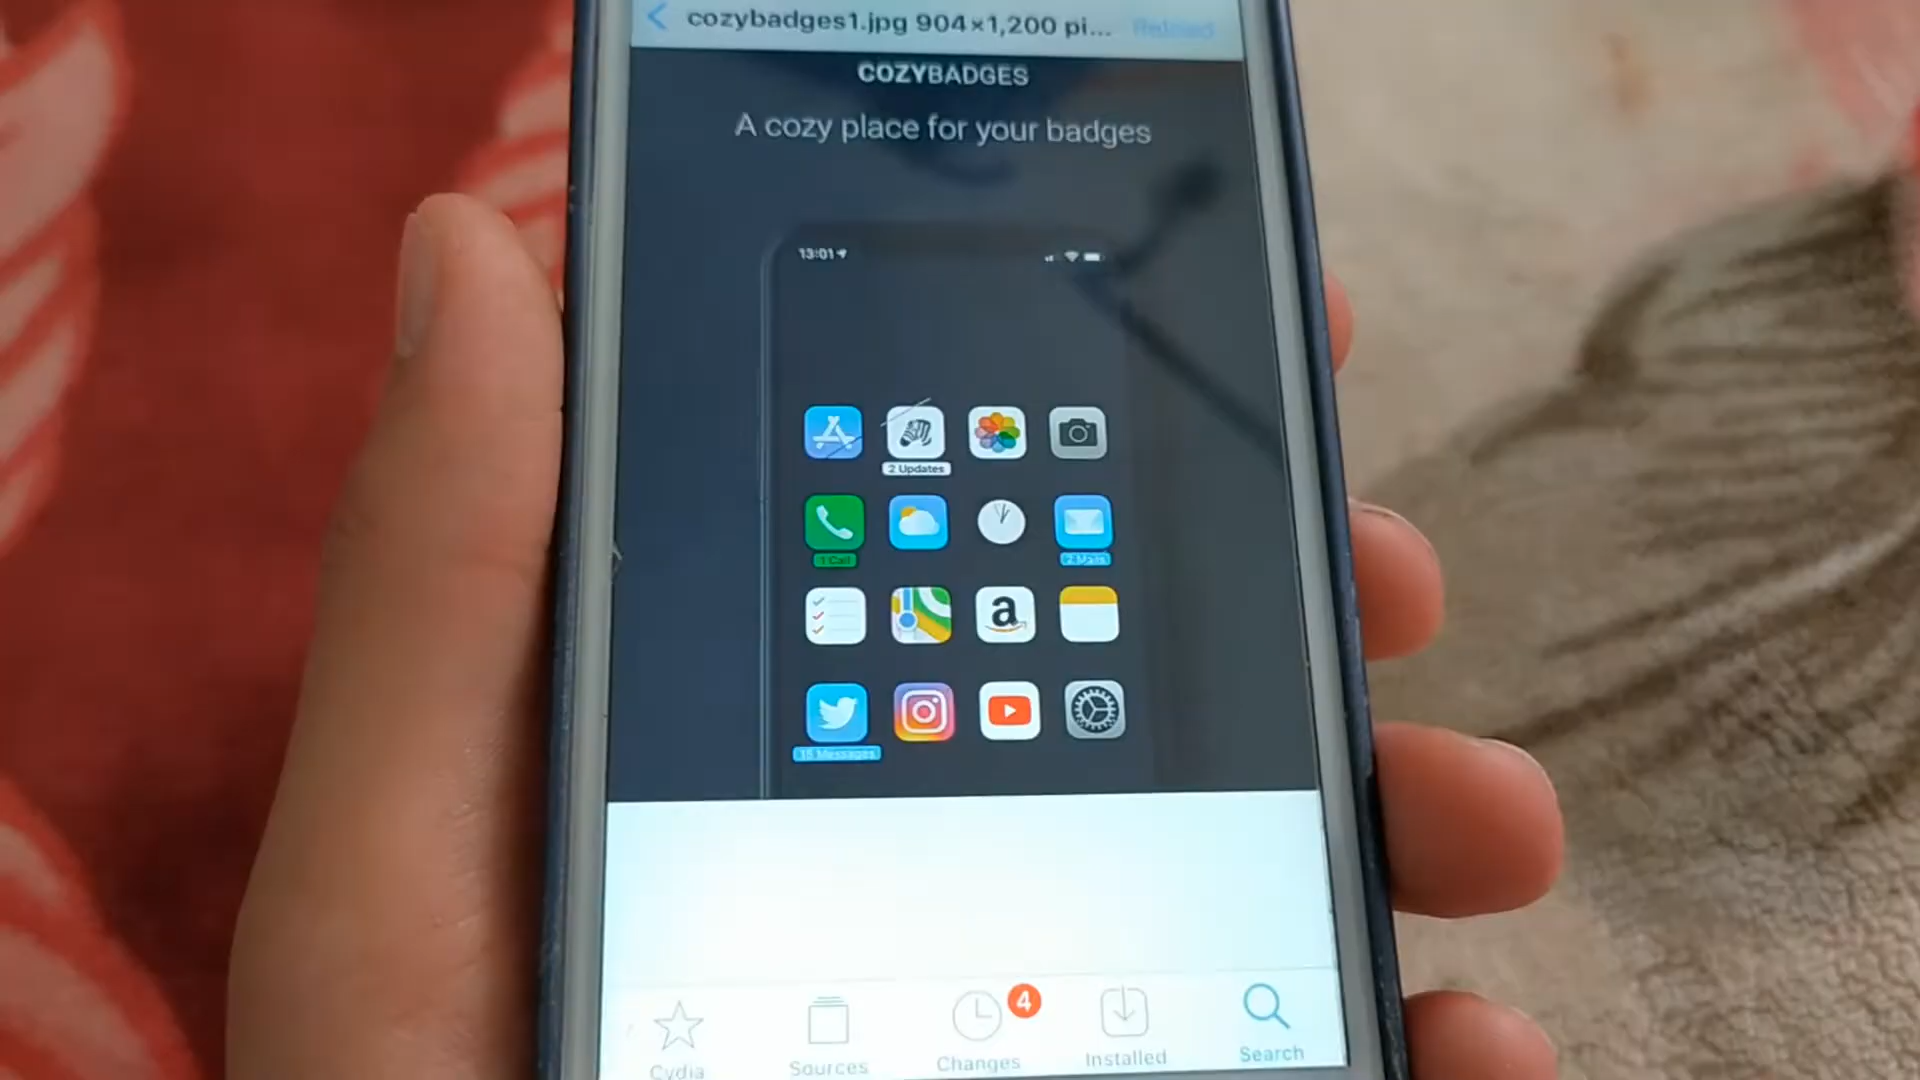 cozybadges1.jpg 904×1,200 pi... Reload
COZYBADGES
A cozy place for your badges
13:01
2 Updates
1 Call
a
15 Messages
4
Cydia
Sources
Changes
Installed
Search